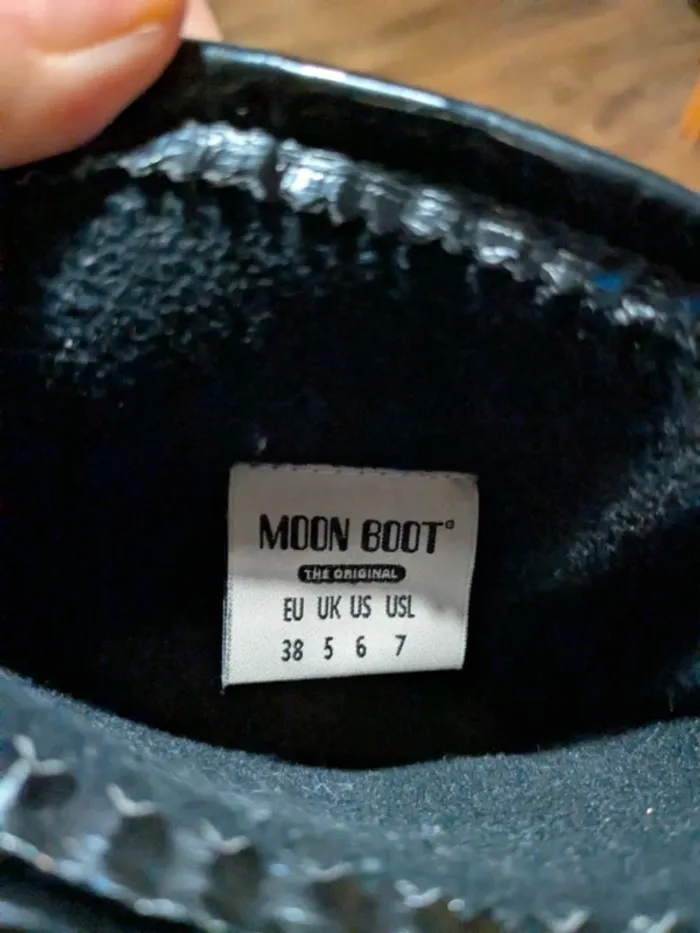 MOON BOOT®
THE ORIGINAL
EU UK US USL
38 5 6 7